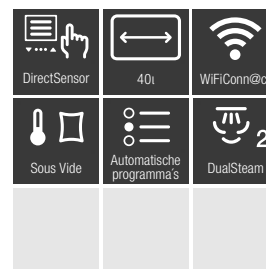 DirectSensor
40l
WiFiConn@c
Sous Vide
Automatische
programma´s
2
DualSteam